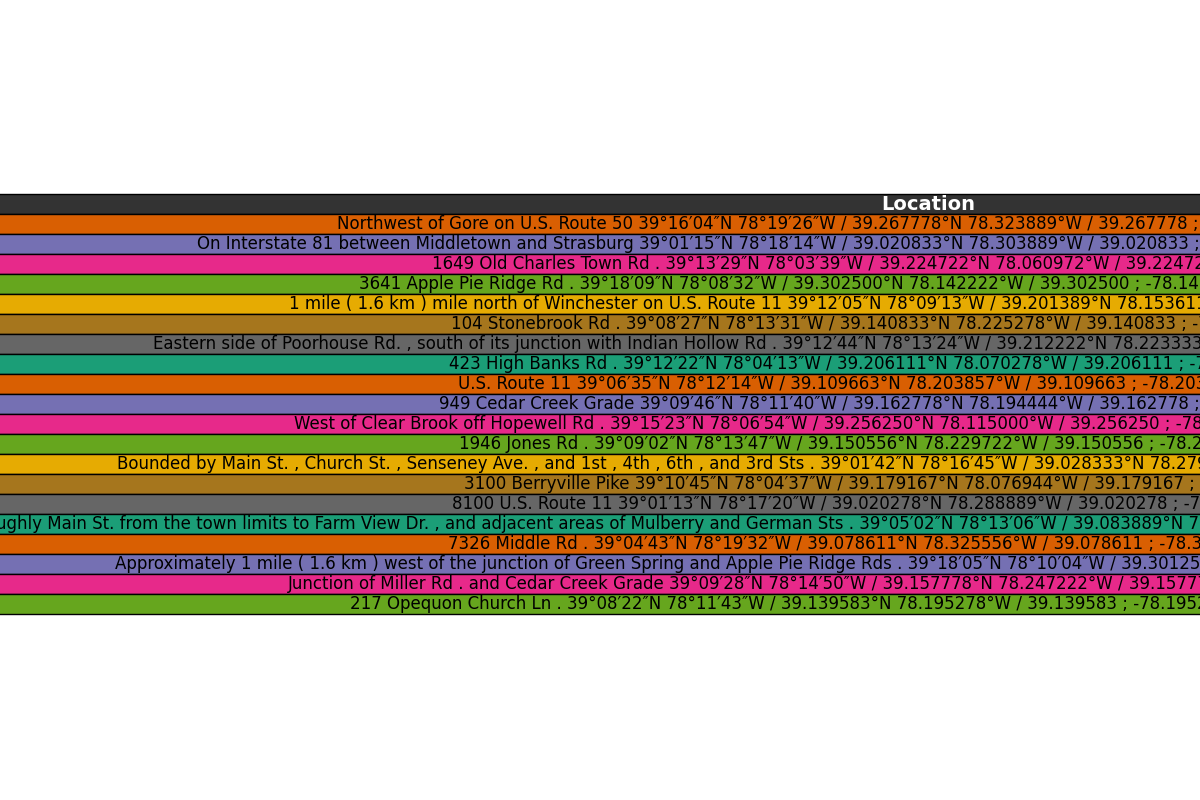 Location
Northwest of Gore on U.S. Route 50 39°16′04″N 78°19′26″W / 39.267778°N 78.323889°W / 39.267778 ;
On Interstate 81 between Middletown and Strasburg 39°01′15″N 78°18′14″W / 39.020833°N 78.303889°W / 39.020833 ;
1649 Old Charles Town Rd . 39°13′29″N 78°03′39″W / 39.224722°N 78.060972°W / 39.22472
3641 Apple Pie Ridge Rd . 39°18′09″N 78°08′32″W / 39.302500°N 78.142222°W / 39.302500 ; -78.14
1 mile ( 1.6 km ) mile north of Winchester on U.S. Route 11 39°12′05″N 78°09′13″W / 39.201389°N 78.153611
104 Stonebrook Rd . 39°08′27″N 78°13′31″W / 39.140833°N 78.225278°W / 39.140833 ; -
Eastern side of Poorhouse Rd. , south of its junction with Indian Hollow Rd . 39°12′44″N 78°13′24″W / 39.212222°N 78.223333
423 High Banks Rd . 39°12′22″N 78°04′13″W / 39.206111°N 78.070278°W / 39.206111 ; -7
U.S. Route 11 39°06′35″N 78°12′14″W / 39.109663°N 78.203857°W / 39.109663 ; -78.203
949 Cedar Creek Grade 39°09′46″N 78°11′40″W / 39.162778°N 78.194444°W / 39.162778 ;
West of Clear Brook off Hopewell Rd . 39°15′23″N 78°06′54″W / 39.256250°N 78.115000°W / 39.256250 ; -78
1946 Jones Rd . 39°09′02″N 78°13′47″W / 39.150556°N 78.229722°W / 39.150556 ; -78.2
Bounded by Main St. , Church St. , Senseney Ave. , and 1st , 4th , 6th , and 3rd Sts . 39°01′42″N 78°16′45″W / 39.028333°N 78.279
3100 Berryville Pike 39°10′45″N 78°04′37″W / 39.179167°N 78.076944°W / 39.179167 ;
8100 U.S. Route 11 39°01′13″N 78°17′20″W / 39.020278°N 78.288889°W / 39.020278 ; -7
ughly Main St. from the town limits to Farm View Dr. , and adjacent areas of Mulberry and German Sts . 39°05′02″N 78°13′06″W / 39.083889°N 7
7326 Middle Rd . 39°04′43″N 78°19′32″W / 39.078611°N 78.325556°W / 39.078611 ; -78.3
Approximately 1 mile ( 1.6 km ) west of the junction of Green Spring and Apple Pie Ridge Rds . 39°18′05″N 78°10′04″W / 39.30125
Junction of Miller Rd . and Cedar Creek Grade 39°09′28″N 78°14′50″W / 39.157778°N 78.247222°W / 39.1577
217 Opequon Church Ln . 39°08′22″N 78°11′43″W / 39.139583°N 78.195278°W / 39.139583 ; -78.1952